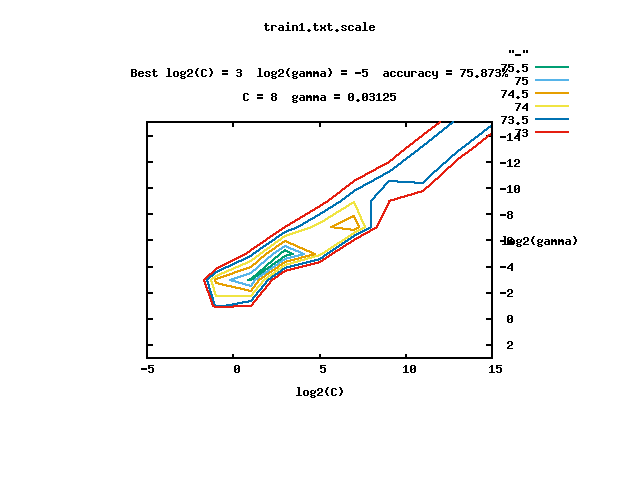 train1.txt.scale
"-"
Best log2(C) = 3  log2(gamma) = -5  accuracy = 75.873%
75.5
75
74.5
74
73.5
73
C = 8  gamma = 0.03125
-14
-12
-10
-8
-6
log2(gamma)
-4
-2
0
2
-5 0 5 10 15
log2(C)